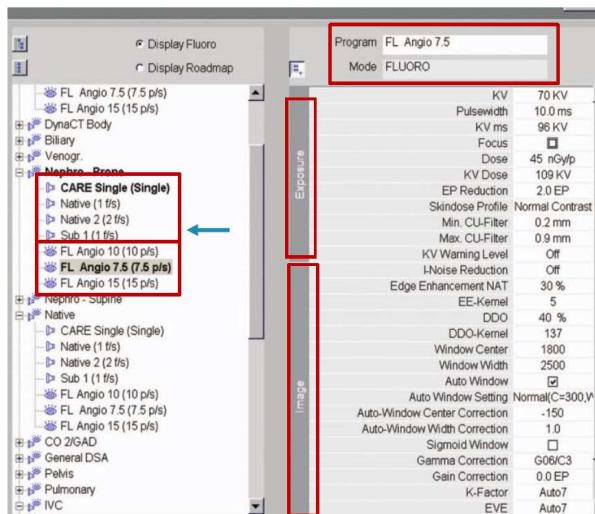 Display Fluoro
Display Roadmap
FL Angio 7.5 (7.5 p/s)
FL Angio 15 (15 p/s)
DynaCT Body
Biliary
Venogr.
Nephro - Prone
CARE Single (Single)
Native (1 f/s)
Native 2 (2 f/s)
Sub 1 (1 f/s)
FL Angio 10 (10 p/s)
FL Angio 7.5 (7.5 p/s)
FL Angio 15 (15 p/s)
Nephro - Supine
Native
CARE Single (Single)
Native (1 f/s)
Native 2 (2 f/s)
Sub 1 (1 f/s)
FL Angio 10 (10 p/s)
FL Angio 7.5 (7.5 p/s)
FL Angio 15 (15 p/s)
CO 2/GAD
General DSA
Pelvis
Pulmonary
IVC
Program FL Angio 7.5
Mode FLUORO
Exposure
KV 70 KV
Pulsewidth 10.0 ms
KV ms 96 KV
Focus
Dose 45 nGy/p
KV Dose 109 KV
EP Reduction 2.0 EP
Skindose Profile Normal Contrast
Min. CU-Filter 0.2 mm
Max. CU-Filter 0.9 mm
KV Warning Level Off
I-Noise Reduction Off
Image
Edge Enhancement NAT 30 %
EE-Kernel 5
DDO 40 %
DDO-Kernel 137
Window Center 1800
Window Width 2500
Auto Window
Auto Window Setting Normal(C=300,W
Auto-Window Center Correction -150
Auto-Window Width Correction 1.0
Sigmoid Window
Gamma Correction G06/C3
Gain Correction 0.0 EP
K-Factor Auto7
EVE Auto7